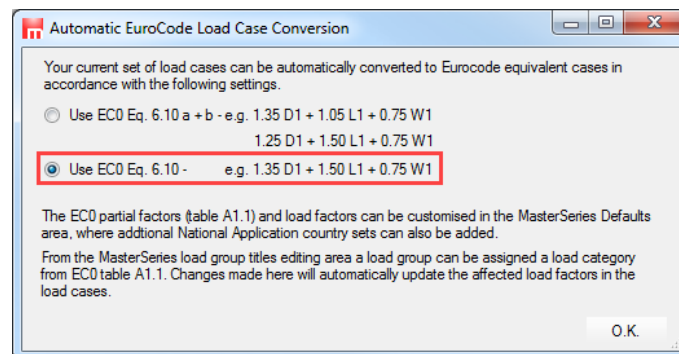 Automatic EuroCode Load Case Conversion
Your current set of load cases can be automatically converted to Eurocode equivalent cases in
accordance with the following settings.
Use EC0 Eq. 6.10 a + b - e.g. 1.35 D1 + 1.05 L1 + 0.75 W1
1.25 D1 + 1.50 L1 + 0.75 W1
Use EC0 Eq. 6.10 - e.g. 1.35 D1 + 1.50 L1 + 0.75 W1
The EC0 partial factors (table A1.1) and load factors can be customised in the MasterSeries Defaults
area, where addtional National Application country sets can also be added.
From the MasterSeries load group titles editing area a load group can be assigned a load category
from EC0 table A1.1. Changes made here will automatically update the affected load factors in the
load cases.
O.K.